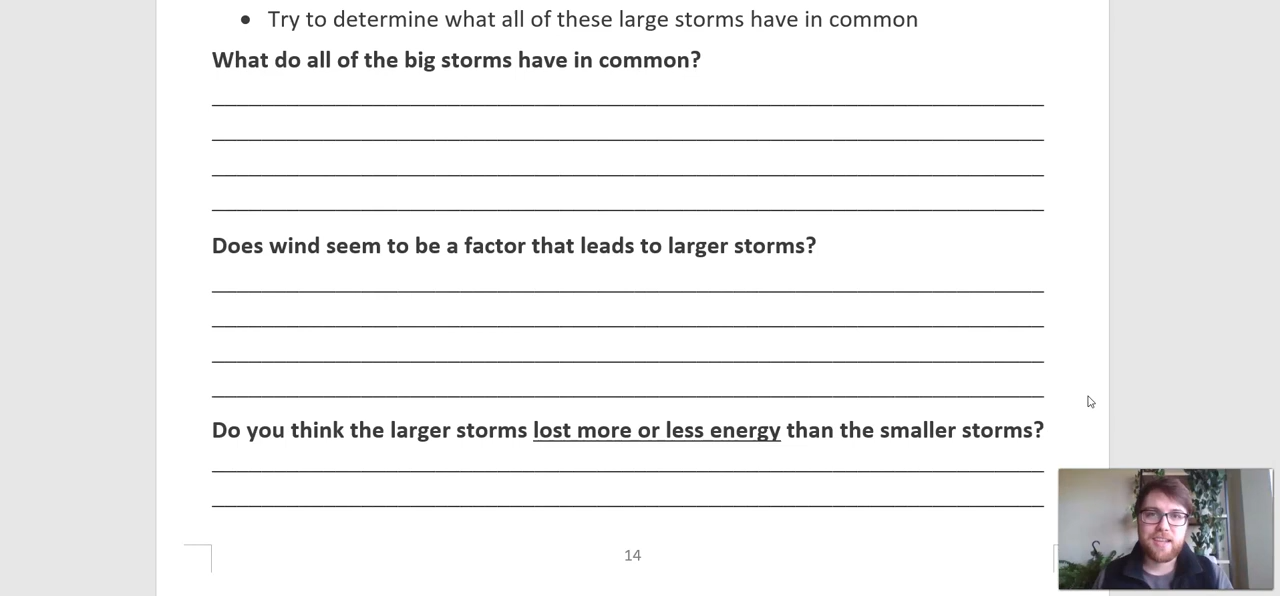 • Try to determine what all of these large storms have in common
What do all of the big storms have in common?
Does wind seem to be a factor that leads to larger storms?
Do you think the larger storms lost more or less energy than the smaller storms?
14